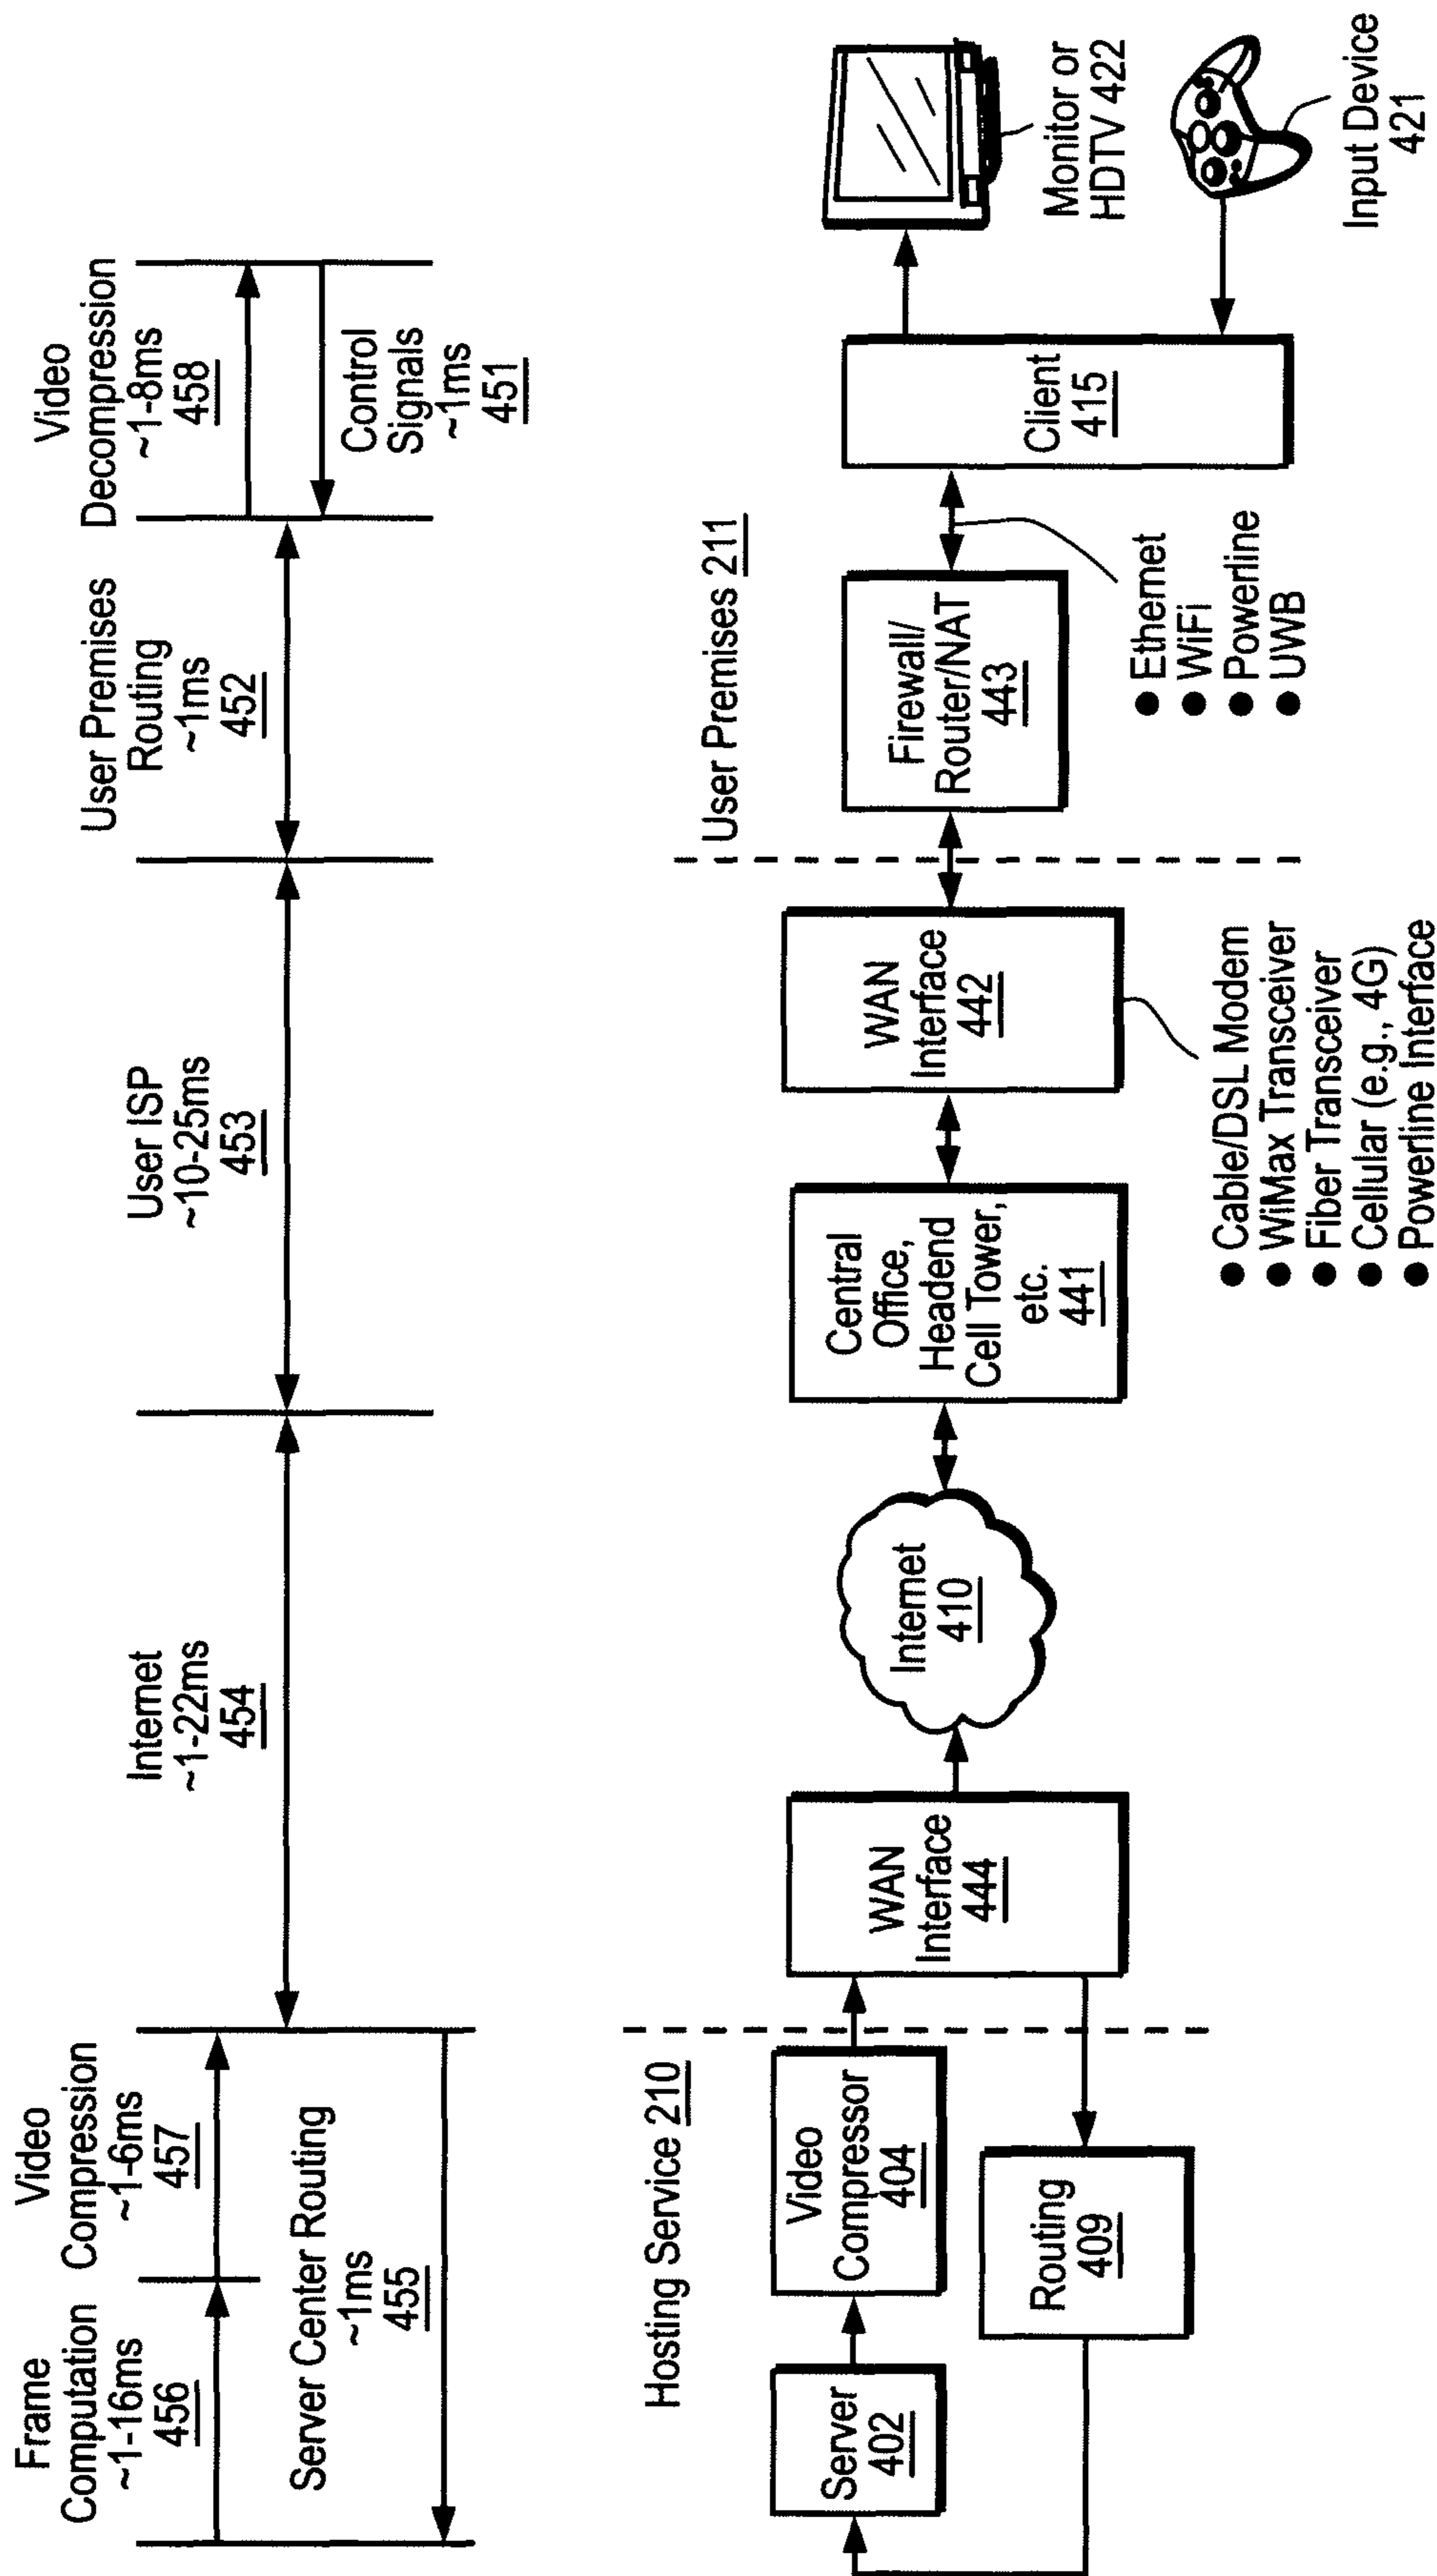 Frame
Computation
~1-16ms
456
Video
Compression
~1-6ms
457
Server Center Routing
~1ms
455
Internet
~1-22ms
454
User ISP
~10-25ms
453
User Premises
Routing
~1ms
452
Video
Decompression
~1-8ms
458
Control
Signals
~1ms
451
Hosting Service 210
Server
402
Video
Compressor
404
Routing
409
WAN
Interface
444
Internet
410
Central
Office,
Headend
Cell Tower,
etc.
441
WAN
Interface
442
● Cable/DSL Modem
● WiMax Transceiver
● Fiber Transceiver
● Cellular (e.g., 4G)
● Powerline Interface
User Premises 211
Firewall/
Router/NAT
443
● Ethernet
● WiFi
● Powerline
● UWB
Client
415
Monitor or
HDTV 422
Input Device
421